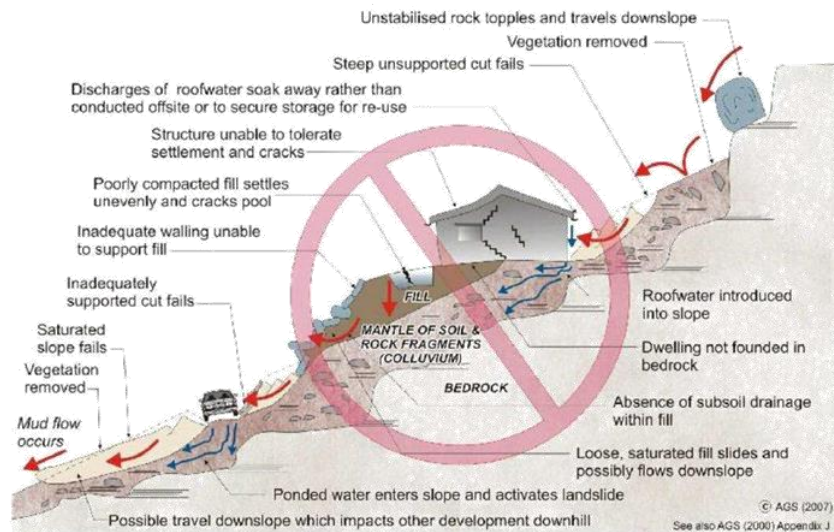 Unstabilised rock topples and travels downslope
Vegetation removed
Steep unsupported cut fails
Discharges of roofwater soak away rather than
conducted offsite or to secure storage for re-use
Structure unable to tolerate
settlement and cracks
Poorly compacted fill settles
unevenly and cracks pool
Inadequate walling unable
to support fill
Inadequately
supported cut fails
Saturated
slope fails
Vegetation
removed
Mud flow
occurs
FILL
MANTLE OF SOIL &
ROCK FRAGMENTS
(COLLUVIUM)
BEDROCK
Roofwater introduced
into slope
Dwelling not founded in
bedrock
Absence of subsoil drainage
within fill
Loose, saturated fill slides and
possibly flows downslope
Ponded water enters slope and activates landslide
Possible travel downslope which impacts other development downhill
© AGS (2007)
See also AGS (2000) Appendix J